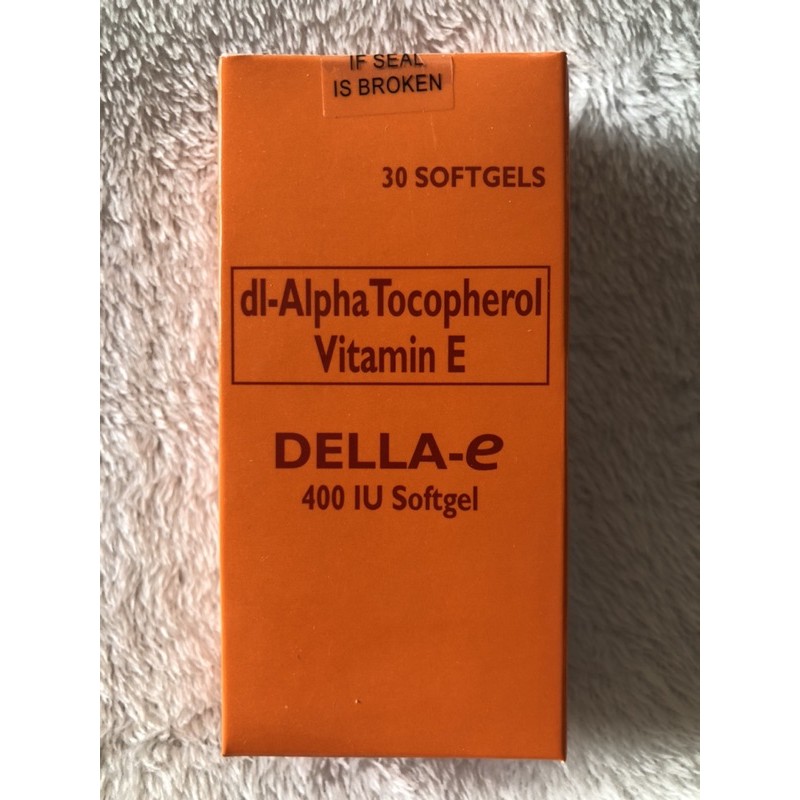 IF SEAL
IS BROKEN
30 SOFTGELS
dl-Alpha Tocopherol
Vitamin E
DELLA-e
400 IU Softgel